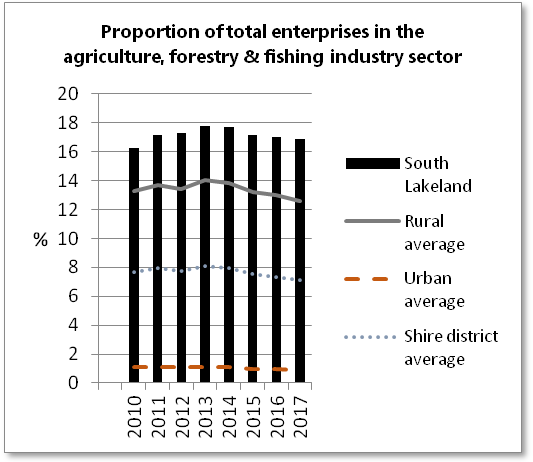 Proportion of total enterprises in the
agriculture, forestry & fishing industry sector
20
18
16
14
12
10
8
6
4
2
0
%
2010
2011
2012
2013
2014
2015
2016
2017
South
Lakeland
Rural
average
Urban
average
Shire district
average